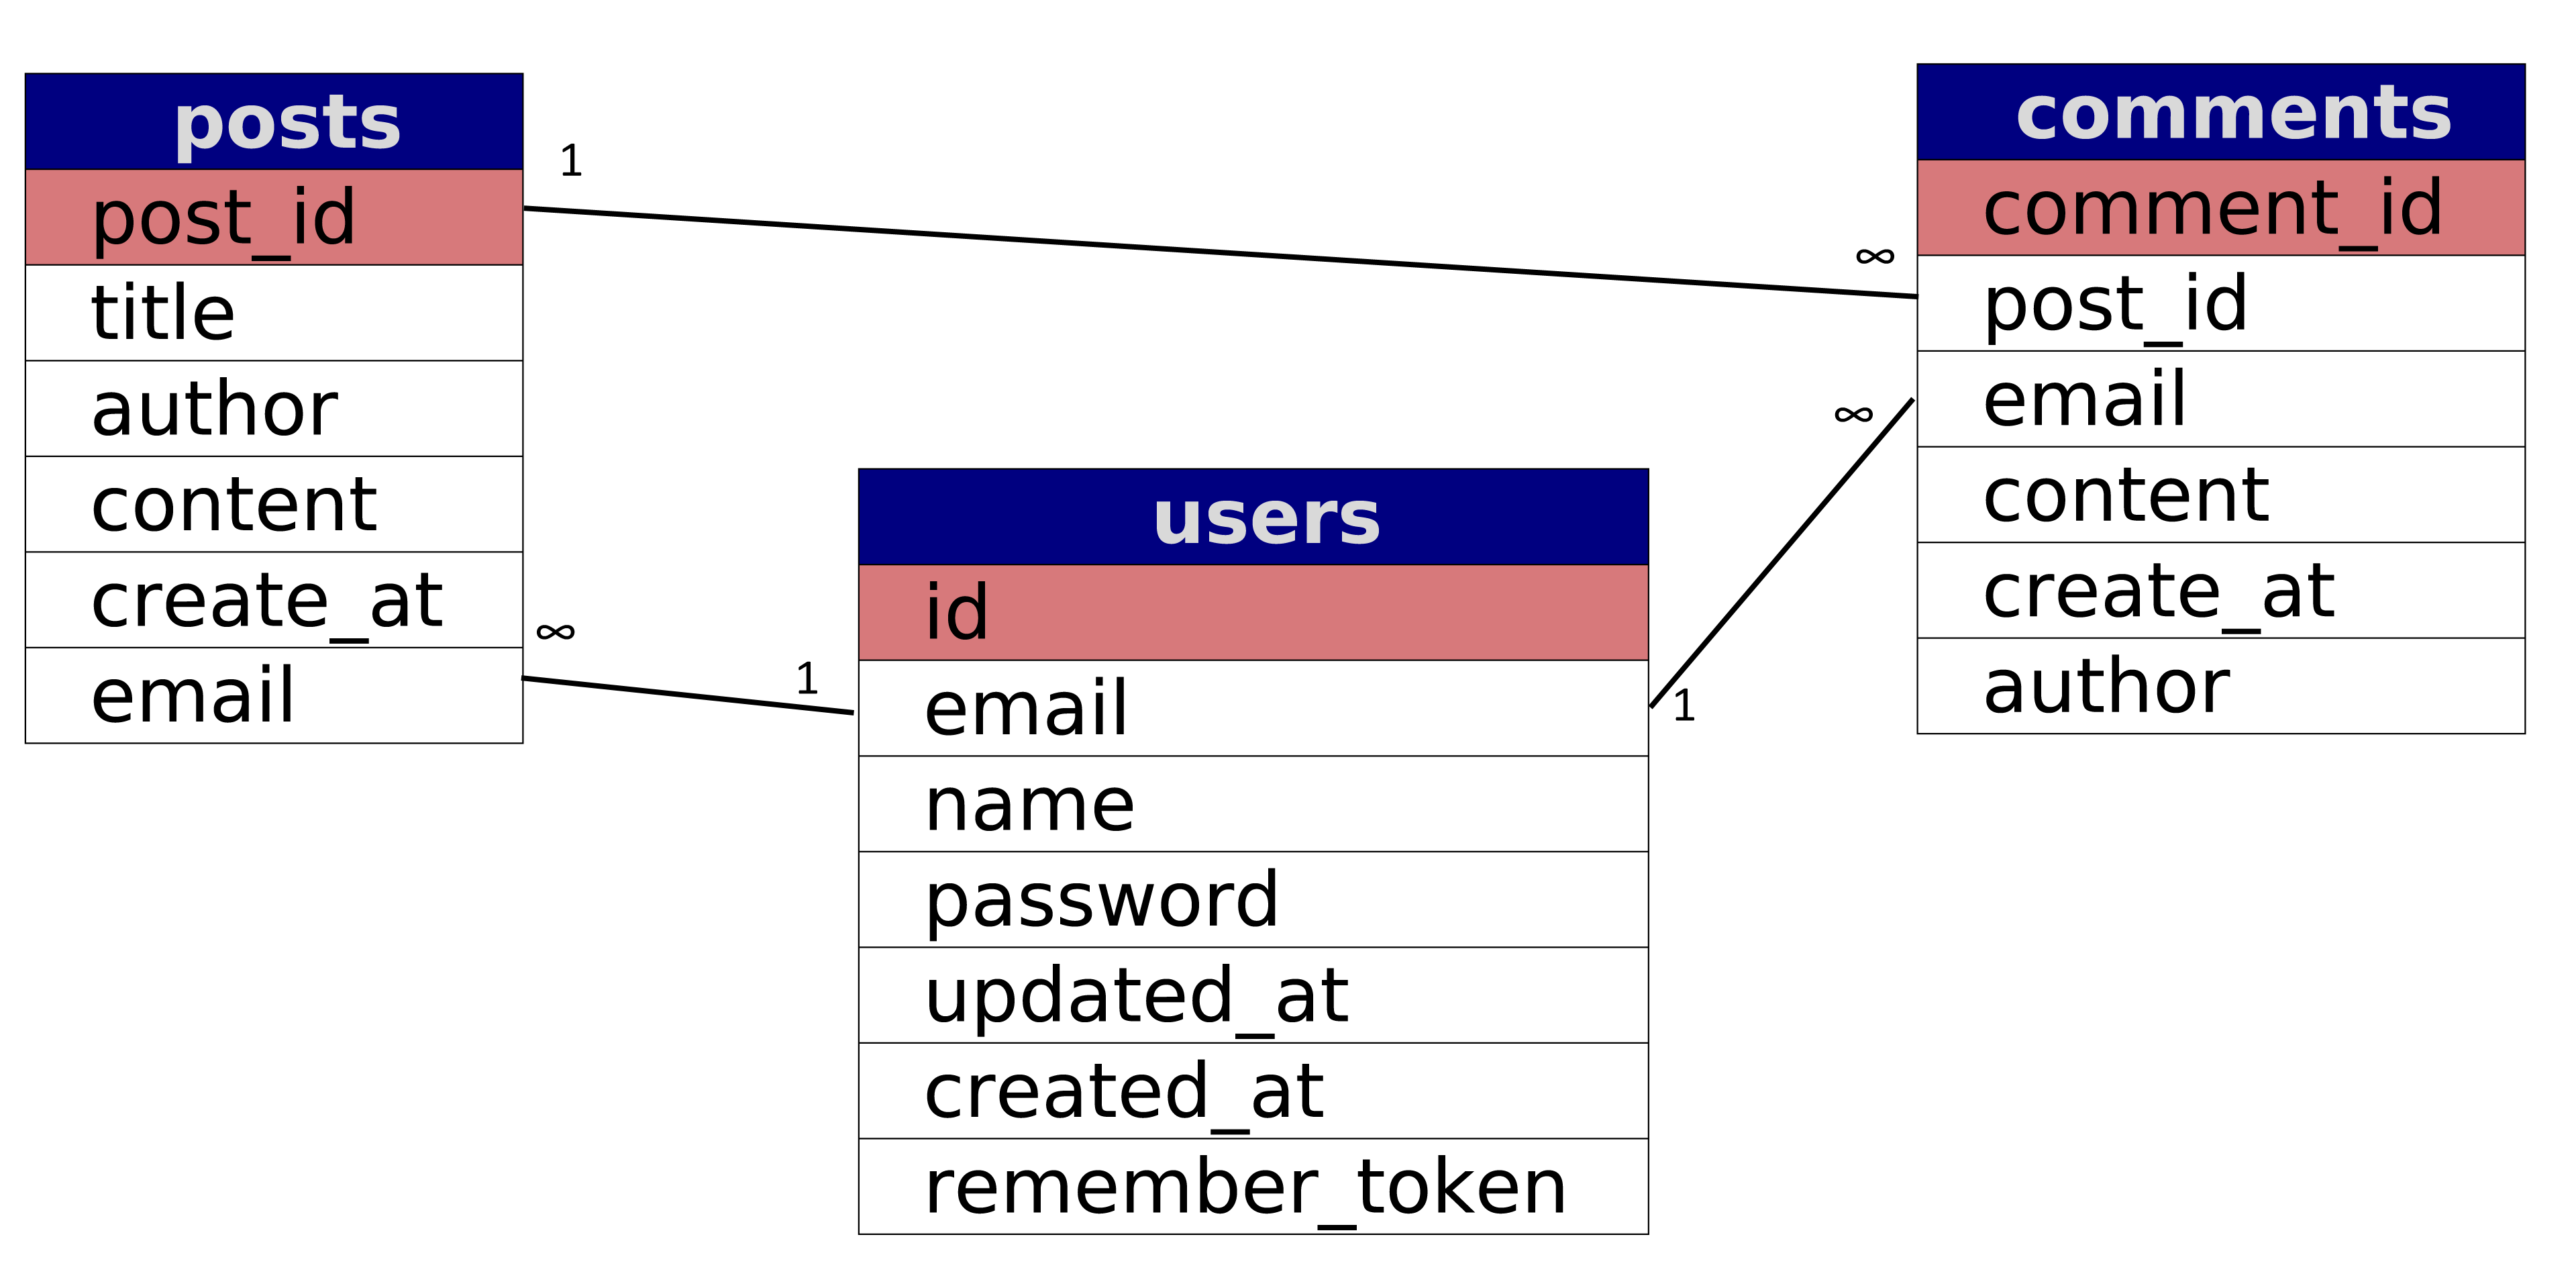 posts
post_id
title
author
content
create_at
email
1
∞
∞
1
users
id
email
name
password
updated_at
created_at
remember_token
∞
1
comments
comment_id
post_id
email
content
create_at
author